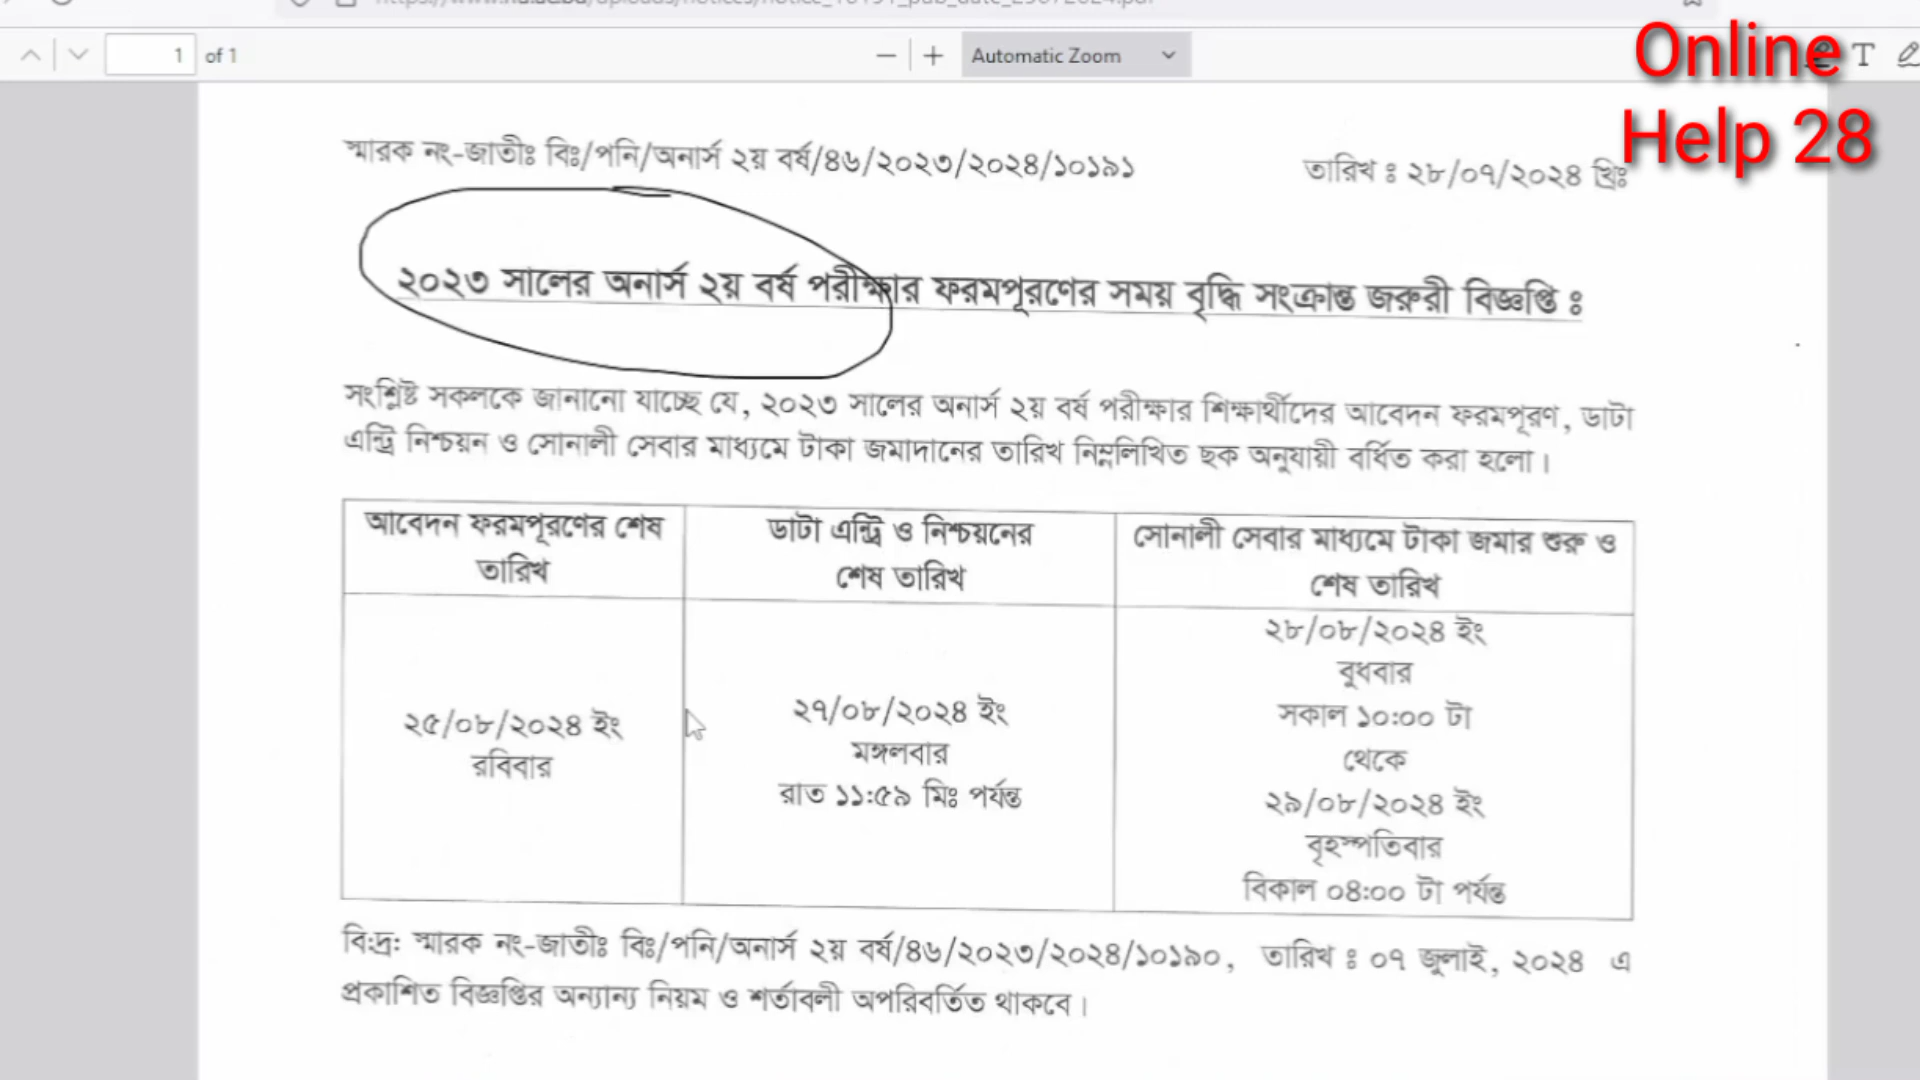 1 of 1
Automatic Zoom
Online
Help 28
T
স্মারক নং-জাতীঃ বিঃ/পনি/অনার্স ২য় বর্ষ/৪৬/২০২৩/২০২৪/১০১৯১
তারিখ ঃ ২৮/০৭/২০২৪ খ্রিঃ
২০২৩ সালের অনার্স ২য় বর্ষ পরীক্ষার ফরমপূরণের সময় বৃদ্ধি সংক্রান্ত জরুরী বিজ্ঞপ্তি ঃ
সংশ্লিষ্ট সকলকে জানানো যাচ্ছে যে, ২০২৩ সালের অনার্স ২য় বর্ষ পরীক্ষার শিক্ষার্থীদের আবেদন ফরমপূরণ, ডাটা
এন্ট্রি নিশ্চয়ন ও সোনালী সেবার মাধ্যমে টাকা জমাদানের তারিখ নিম্নলিখিত ছক অনুযায়ী বর্ধিত করা হলো।
আবেদন ফরমপূরণের শেষ
তারিখ
ডাটা এন্ট্রি ও নিশ্চয়নের
শেষ তারিখ
সোনালী সেবার মাধ্যমে টাকা জমার শুরু ও
শেষ তারিখ
২৫/০৮/২০২৪ ইং
রবিবার
২৭/০৮/২০২৪ ইং
মঙ্গলবার
রাত ১১:৫৯ মিঃ পর্যন্ত
২৮/০৮/২০২৪ ইং
বুধবার
সকাল ১০:০০ টা
থেকে
২৯/০৮/২০২৪ ইং
বৃহস্পতিবার
বিকাল ০৪:০০ টা পর্যন্ত
বি:দ্র: স্মারক নং-জাতীঃ বিঃ/পনি/অনার্স ২য় বর্ষ/৪৬/২০২৩/২০২৪/১০১৯০, তারিখ ঃ ০৭ জুলাই, ২০২৪ এ
প্রকাশিত বিজ্ঞপ্তির অন্যান্য নিয়ম ও শর্তাবলী অপরিবর্তিত থাকবে।